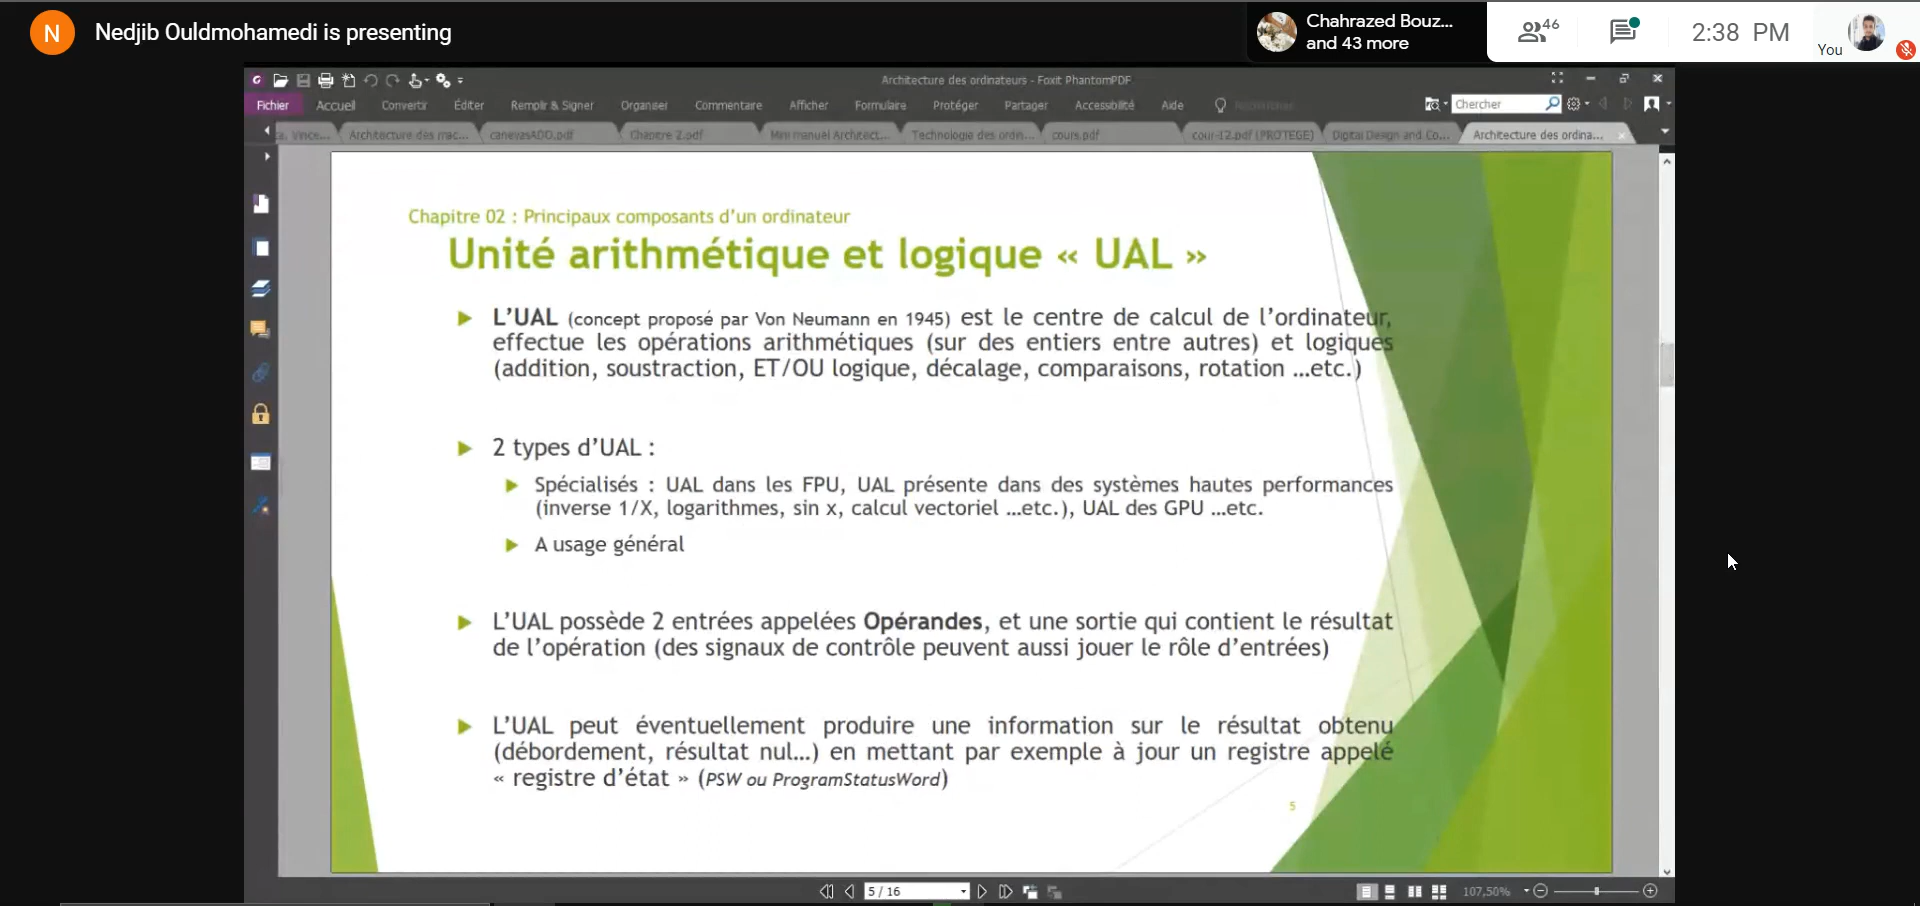 N
Nedjib Ouldmohamedi is presenting
Chahrazed Bouz...
and 43 more
46
2:38 PM
You
Architecture des ordinateurs - Foxit PhantomPDF
Fichier Accueil Convertir Éditer Remplir & Signer Organiser Commentaire Afficher Formulaire Protéger Partager Accessibilité Aide
Chercher
Vince... Architecture des mac... canevasADO.pdf Chapitre 2.pdf Mini manuel Architect... Technologie des ordin... cours.pdf cour-12.pdf (PROTEGE) Digital Design and Co... Architecture des ordina...
Chapitre 02 : Principaux composants d’un ordinateur
Unité arithmétique et logique « UAL »
L’UAL (concept proposé par Von Neumann en 1945) est le centre de calcul de l’ordinateur,
effectue les opérations arithmétiques (sur des entiers entre autres) et logiques
(addition, soustraction, ET/OU logique, décalage, comparaisons, rotation …etc.)
2 types d’UAL :
Spécialisés : UAL dans les FPU, UAL présente dans des systèmes hautes performances
(inverse 1/X, logarithmes, sin x, calcul vectoriel …etc.), UAL des GPU …etc.
A usage général
L’UAL possède 2 entrées appelées Opérandes, et une sortie qui contient le résultat
de l’opération (des signaux de contrôle peuvent aussi jouer le rôle d’entrées)
L’UAL peut éventuellement produire une information sur le résultat obtenu
(débordement, résultat nul…) en mettant par exemple à jour un registre appelé
« registre d’état » (PSW ou ProgramStatusWord)
5
5 / 16
107,50%